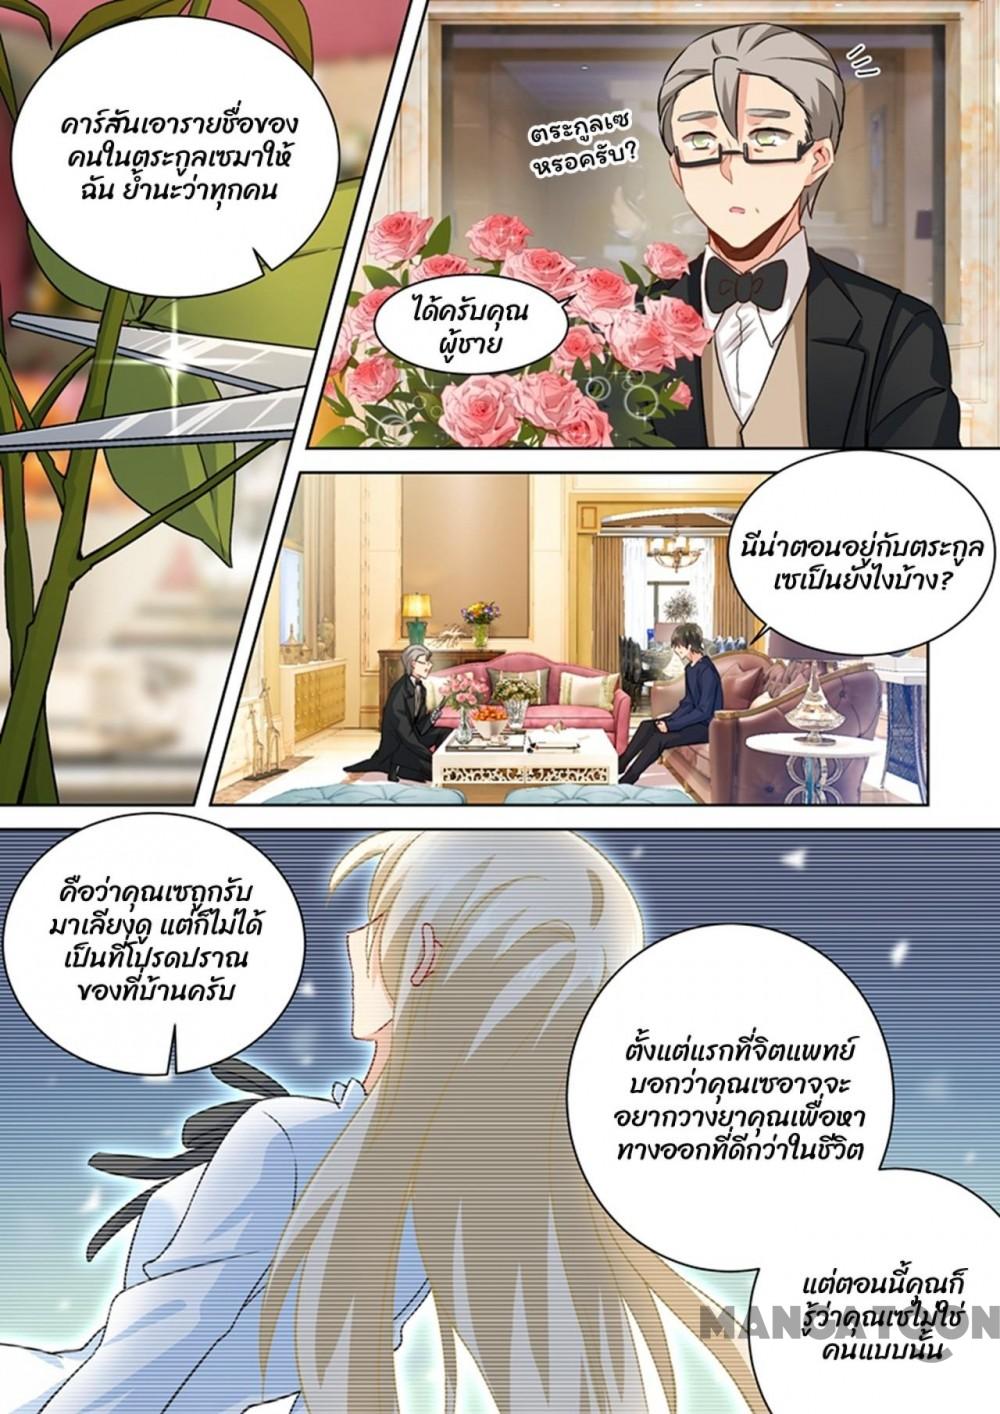 คาร์สันเอารายชื่อของ
คนในตระกูลเซมาให้
ฉัน ย้ำนะว่าทุกคน
ตระกูลเซ
หรอครับ?
ได้ครับคุณ
ผู้ชาย
นีน่าตอนอยู่กับตระกูล
เซเป็นยังไงบ้าง?
คือว่าคุณเซถูกรับ
มาเลี้ยงดู แต่ก็ไม่ได้
เป็นที่โปรดปราณ
ของที่บ้านครับ
ตั้งแต่แรกที่จิตแพทย์
บอกว่าคุณเซอาจจะ
อยากวางยาคุณเพื่อหา
ทางออกที่ดีกว่าในชีวิต
แต่ตอนนี้คุณก็
รู้ว่าคุณเซไม่ใช่
คนแบบนั้น
MANGATOON